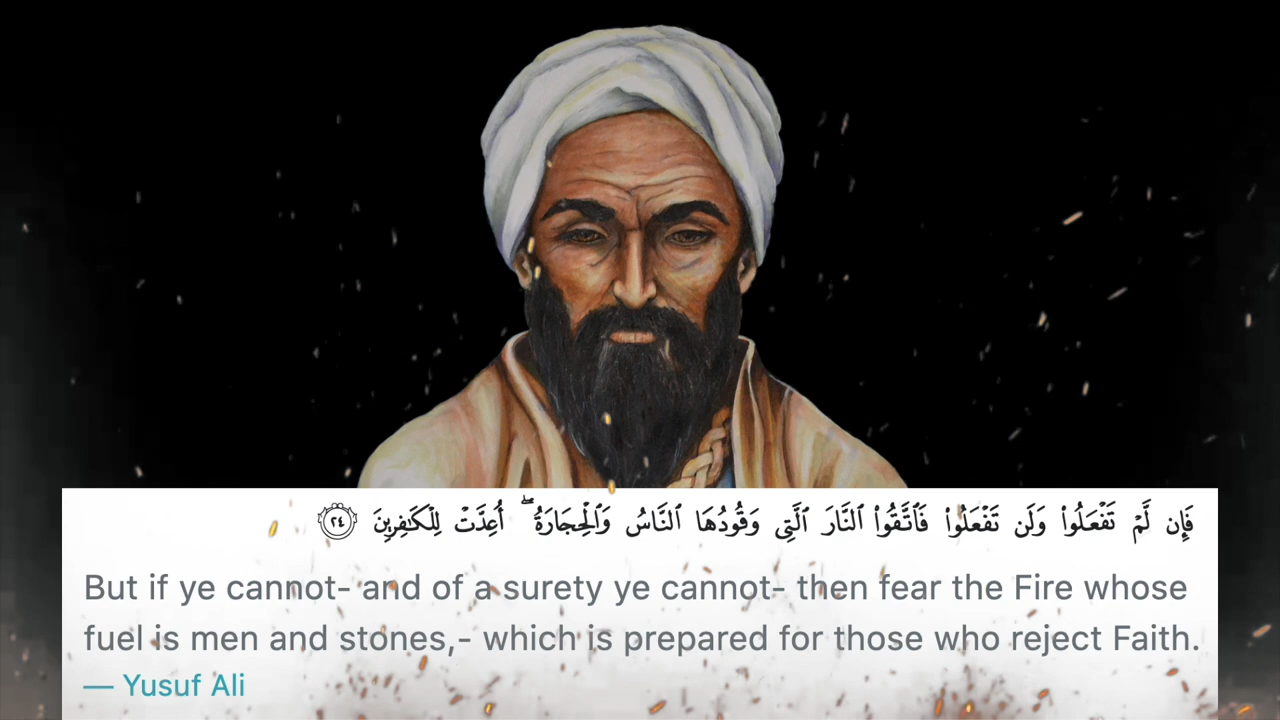 فَإِن لَّمْ تَفْعَلُوا۟ وَلَن تَفْعَلُوا۟ فَٱتَّقُوا۟ ٱلنَّارَ ٱلَّتِى وَقُودُهَا ٱلنَّاسُ وَٱلْحِجَارَةُ ۖ أُعِدَّتْ لِلْكَـٰفِرِينَ ٢٤
But if ye cannot- and of a surety ye cannot- then fear the Fire whose
fuel is men and stones,- which is prepared for those who reject Faith.
— Yusuf Ali